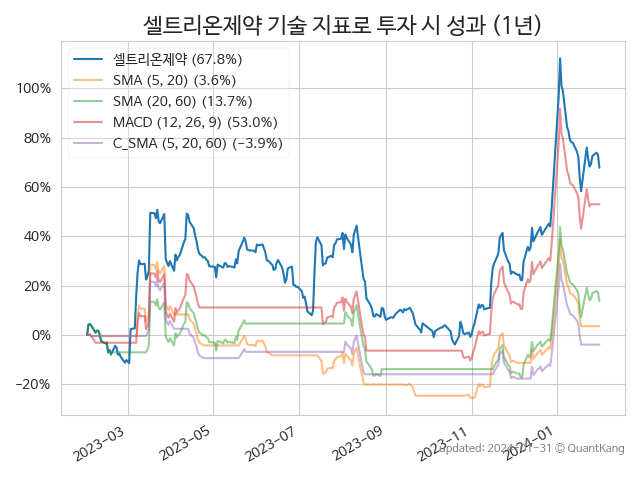 셀트리온제약 기술 지표로 투자 시 성과 (1년)
셀트리온제약 (67.8%)
SMA (5, 20) (3.6%)
SMA (20, 60) (13.7%)
MACD (12, 26, 9) (53.0%)
C_SMA (5, 20, 60) (−3.9%)
100%
80%
60%
40%
20%
0%
−20%
2023-03
2023-05
2023-07
2023-09
2023-11
2024-01
updated: 2024-01-31 © QuantKang